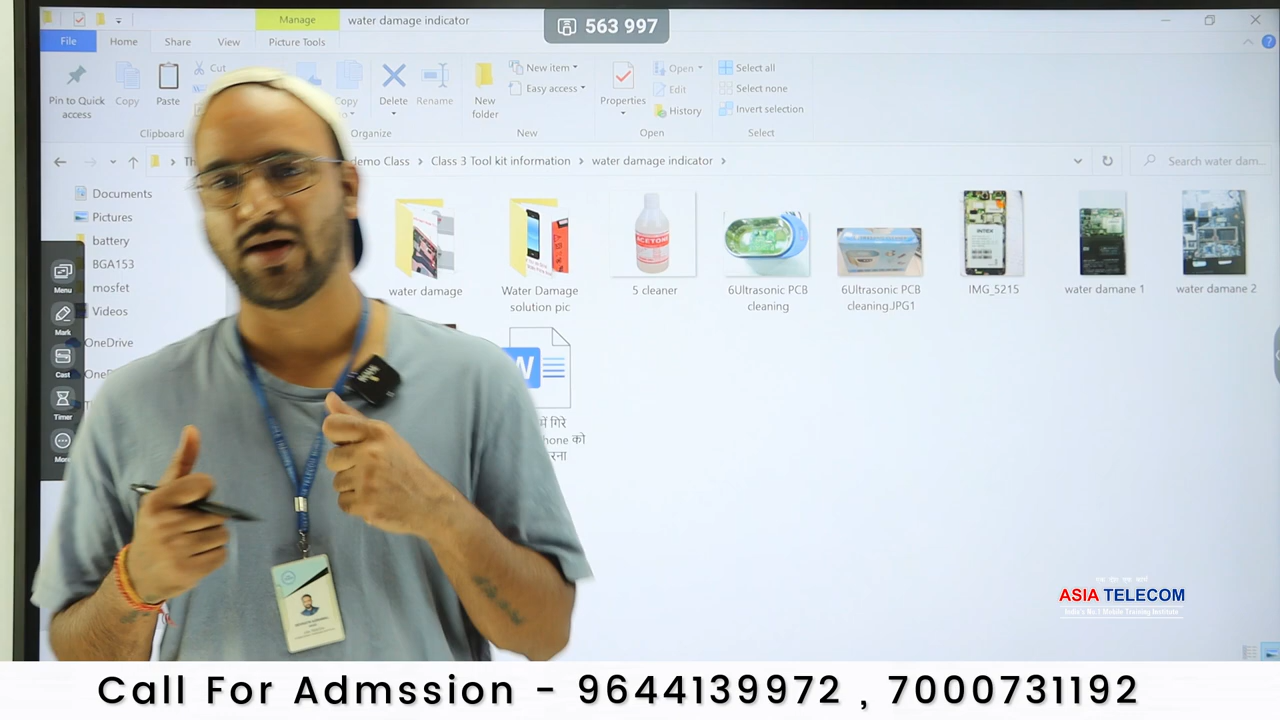 Manage
water damage indicator
563 997
File
Home
Share
View
Picture Tools
Pin to Quick access
Copy
Paste
Cut
Copy
Delete
Rename
New folder
New item
Easy access
Properties
Open
Edit
History
Select all
Select none
Invert selection
Clipboard
Organize
New
Open
Select
demo Class > Class 3 Tool kit information > water damage indicator >
Search water dam...
Documents
Pictures
battery
BGA153
mosfet
Videos
OneDrive
Menu
Mark
Cast
Timer
water damage
Water Damage solution pic
ACETONE
5 cleaner
6Ultrasonic PCB cleaning
6Ultrasonic PCB cleaning.JPG1
INTEX
IMG_5215
water damane 1
water damane 2
W
में गिरे
hone को
रना
ASIA TELECOM
India's No.1 Mobile Training Institute
Call For Admssion - 9644139972 , 7000731192